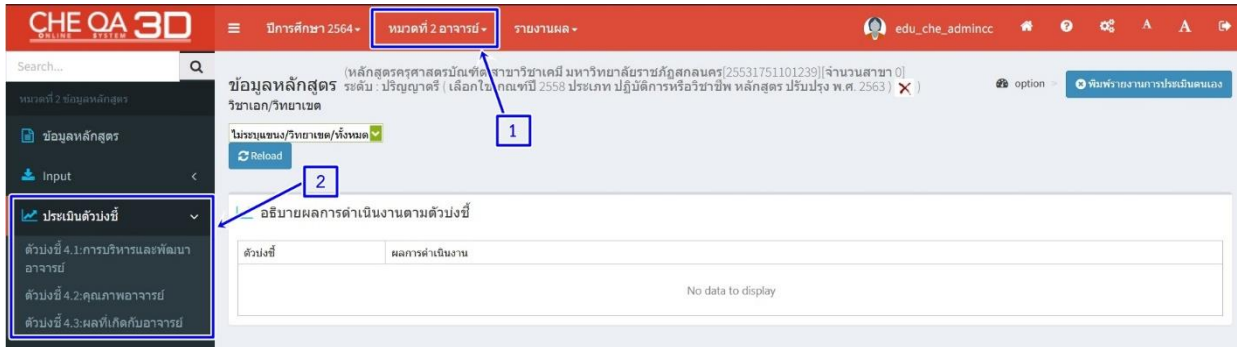 CHE QA 3D
ONLINE SYSTEM
ปีการศึกษา 2564
หมวดที่ 2 อาจารย์
รายงานผล
edu_che_admincc
A A
Search...
หมวดที่ 2 ข้อมูลหลักสูตร
ข้อมูลหลักสูตร
Input
ประเมินตัวบ่งชี้
ตัวบ่งชี้ 4.1:การบริหารและพัฒนา
อาจารย์
ตัวบ่งชี้ 4.2:คุณภาพอาจารย์
ตัวบ่งชี้ 4.3:ผลที่เกิดกับอาจารย์
(หลักสูตรครุศาสตรบัณฑิต สาขาวิชาเคมี มหาวิทยาลัยราชภัฏสกลนคร[25531751101239][จำนวนสาขา 0]
ข้อมูลหลักสูตร ระดับ : ปริญญาตรี ( เลือกใช้เกณฑ์ปี 2558 ประเภท ปฏิบัติการหรือวิชาชีพ หลักสูตร ปรับปรุง พ.ศ. 2563 ) )
วิชาเอก/วิทยาเขต
option
พิมพ์รายงานการประเมินตนเอง
ไม่ระบุแขนง/วิทยาเขต/ทั้งหมด
Reload
1
2
อธิบายผลการดำเนินงานตามตัวบ่งชี้
ตัวบ่งชี้ ผลการดำเนินงาน
No data to display